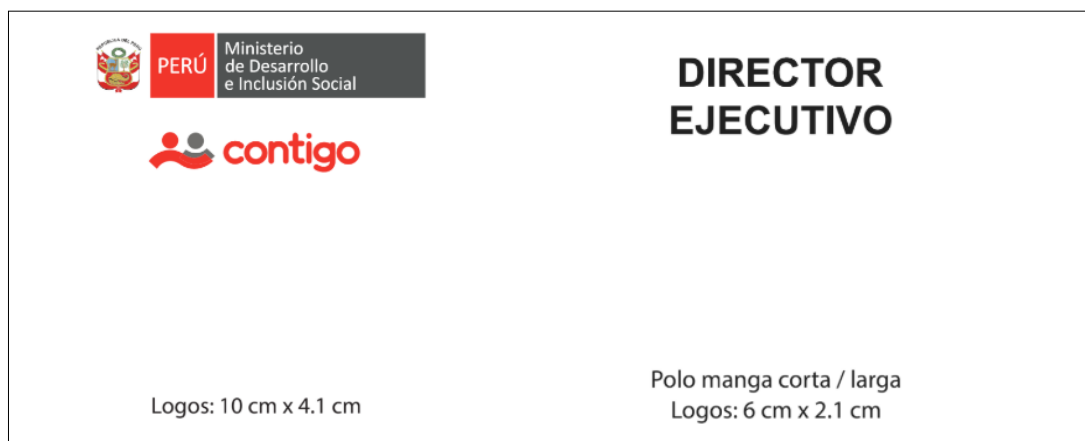 PERÚ
Ministerio
de Desarrollo
e Inclusión Social
contigo
DIRECTOR
EJECUTIVO
Logos: 10 cm x 4.1 cm
Polo manga corta / larga
Logos: 6 cm x 2.1 cm